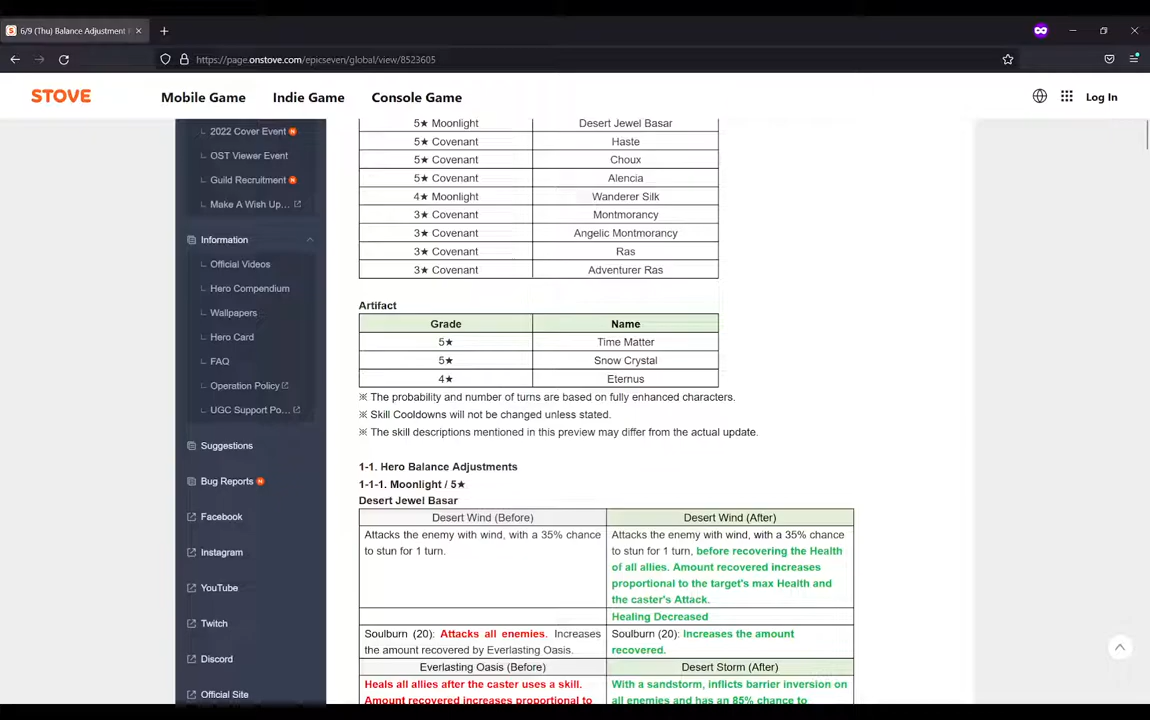 6/9 (Thu) Balance Adjustment
https://page.onstove.com/epicseven/global/view/8523605
STOVE Mobile Game Indie Game Console Game Log In
2022 Cover Event
OST Viewer Event
Guild Recruitment
Make A Wish Up...
Information
Official Videos
Hero Compendium
Wallpapers
Hero Card
FAQ
Operation Policy
UGC Support Po...
Suggestions
Bug Reports
Facebook
Instagram
YouTube
Twitch
Discord
Official Site
5★ Moonlight Desert Jewel Basar
5★ Covenant Haste
5★ Covenant Choux
5★ Covenant Alencia
4★ Moonlight Wanderer Silk
3★ Covenant Montmorancy
3★ Covenant Angelic Montmorancy
3★ Covenant Ras
3★ Covenant Adventurer Ras
Artifact
Grade Name
5★ Time Matter
5★ Snow Crystal
4★ Eternus
※ The probability and number of turns are based on fully enhanced characters.
※ Skill Cooldowns will not be changed unless stated.
※ The skill descriptions mentioned in this preview may differ from the actual update.
1-1. Hero Balance Adjustments
1-1-1. Moonlight / 5★
Desert Jewel Basar
Desert Wind (Before)
Attacks the enemy with wind, with a 35% chance
to stun for 1 turn.
Desert Wind (After)
Attacks the enemy with wind, with a 35% chance
to stun for 1 turn, before recovering the Health
of all allies. Amount recovered increases
proportional to the target's max Health and
the caster's Attack.
Healing Decreased
Soulburn (20): Attacks all enemies. Increases
the amount recovered by Everlasting Oasis.
Soulburn (20): Increases the amount
recovered.
Everlasting Oasis (Before)
Heals all allies after the caster uses a skill.
Amount recovered increases proportional to
Desert Storm (After)
With a sandstorm, inflicts barrier inversion on
all enemies and has an 85% chance to